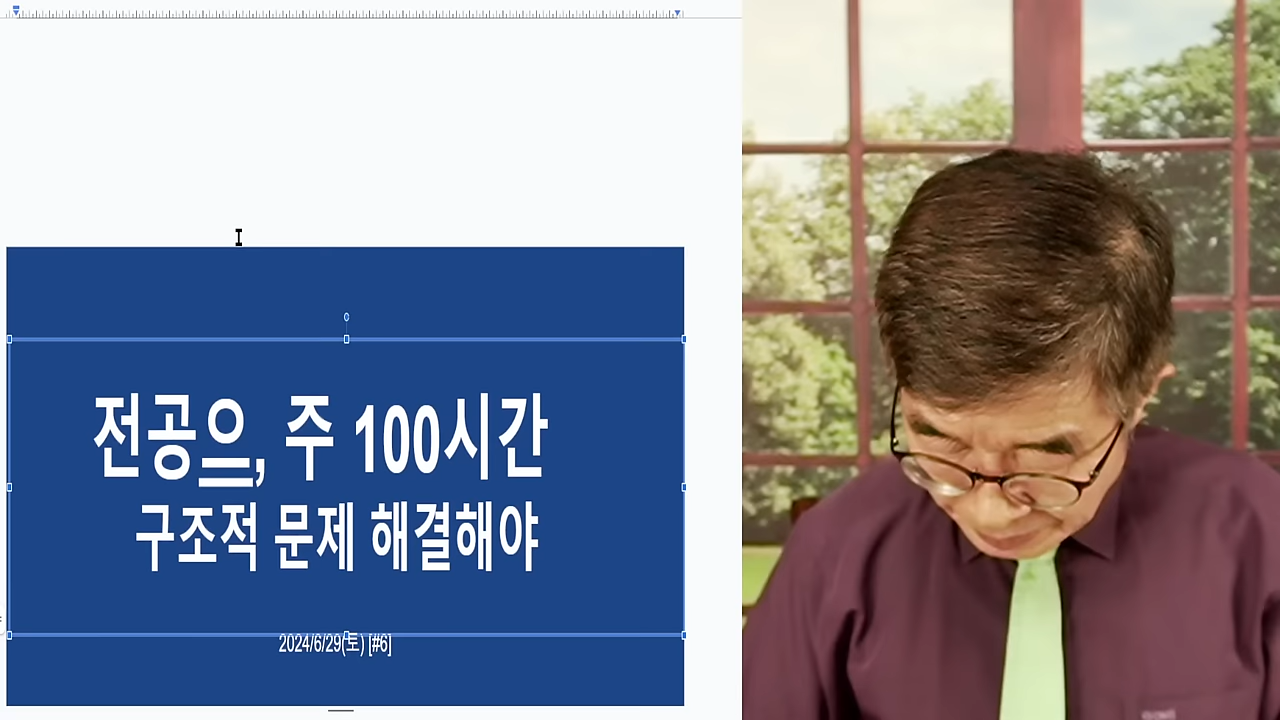 전공으, 주 100시간
구조적 문제 해결해야
2024/6/29(토) [#6]